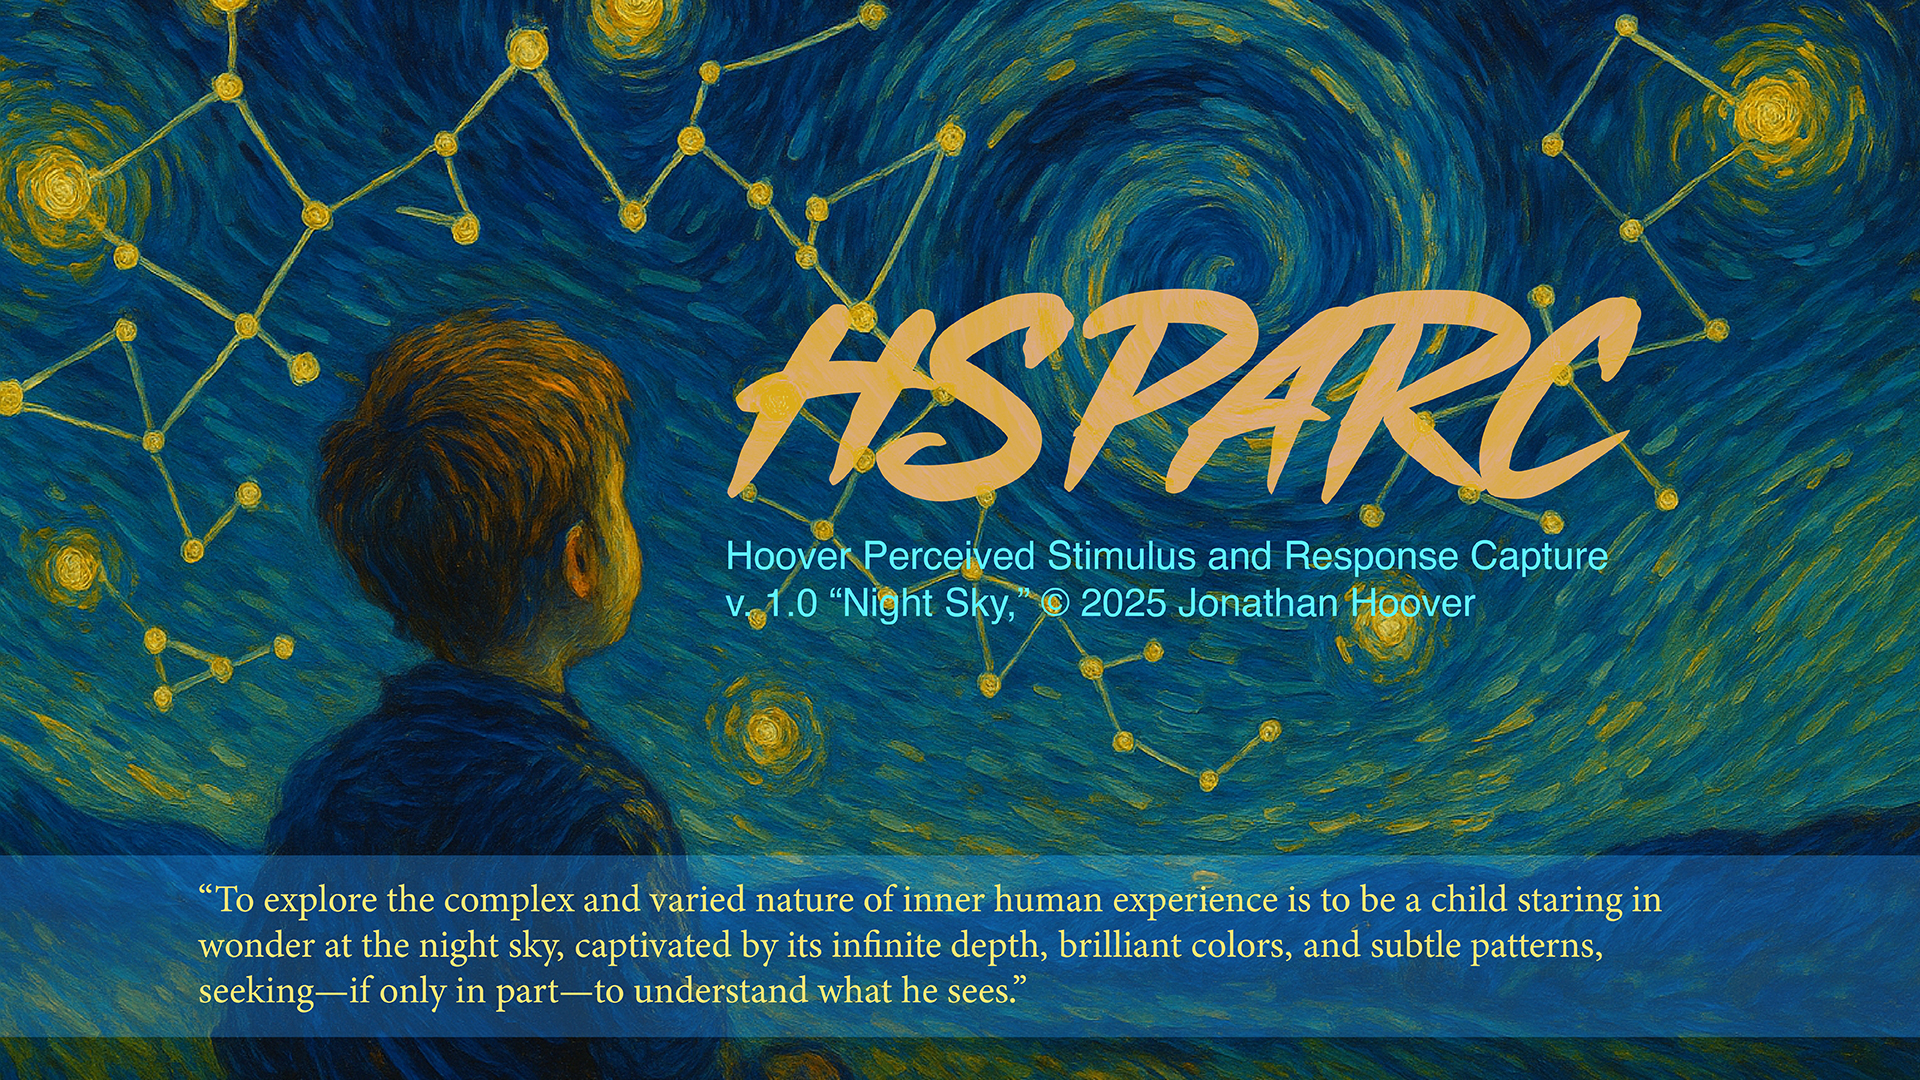 HSPARC
Hoover Perceived Stimulus and Response Capture
v. 1.0 “Night Sky,” © 2025 Jonathan Hoover
“To explore the complex and varied nature of inner human experience is to be a child staring in
wonder at the night sky, captivated by its infinite depth, brilliant colors, and subtle patterns,
seeking—if only in part—to understand what he sees.”